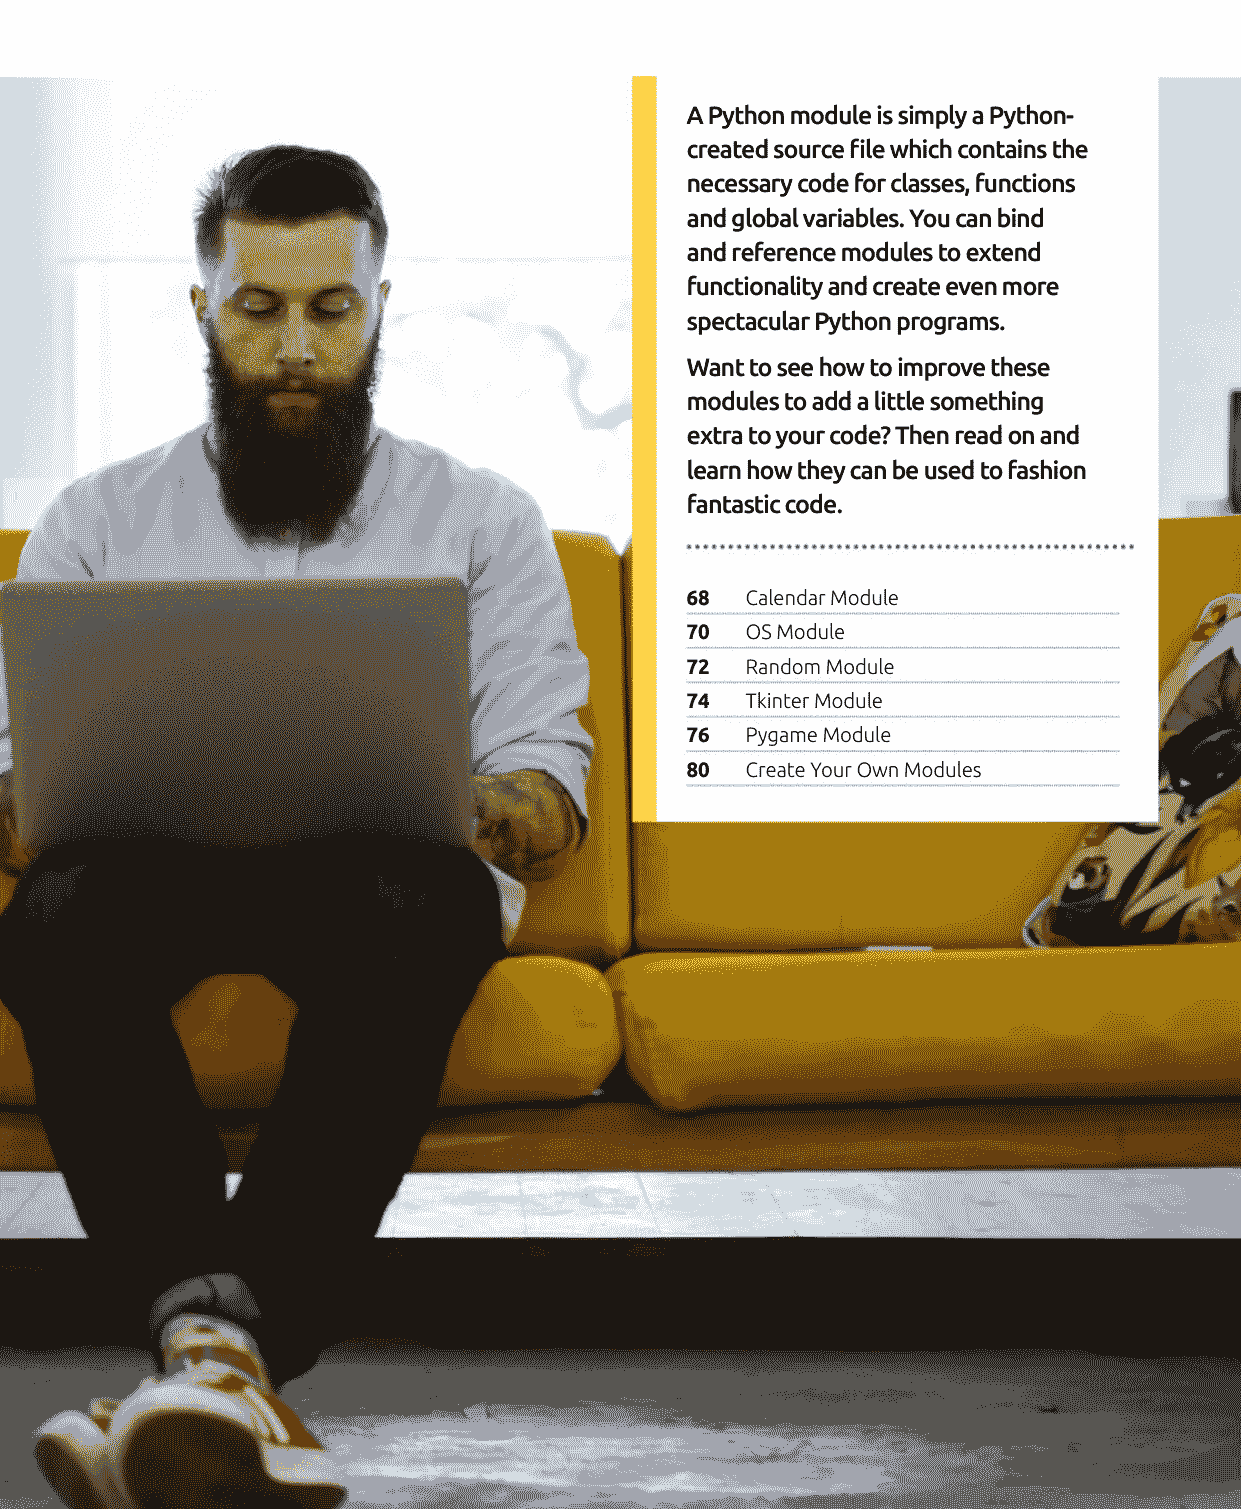 A Python module is simply a Python-
created source file which contains the
necessary code for classes, functions
and global variables. You can bind
and reference modules to extend
functionality and create even more
spectacular Python programs.
Want to see how to improve these
modules to add a little something
extra to your code? Then read on and
learn how they can be used to fashion
fantastic code.
68 Calendar Module
70 OS Module
72 Random Module
74 Tkinter Module
76 Pygame Module
80 Create Your Own Modules